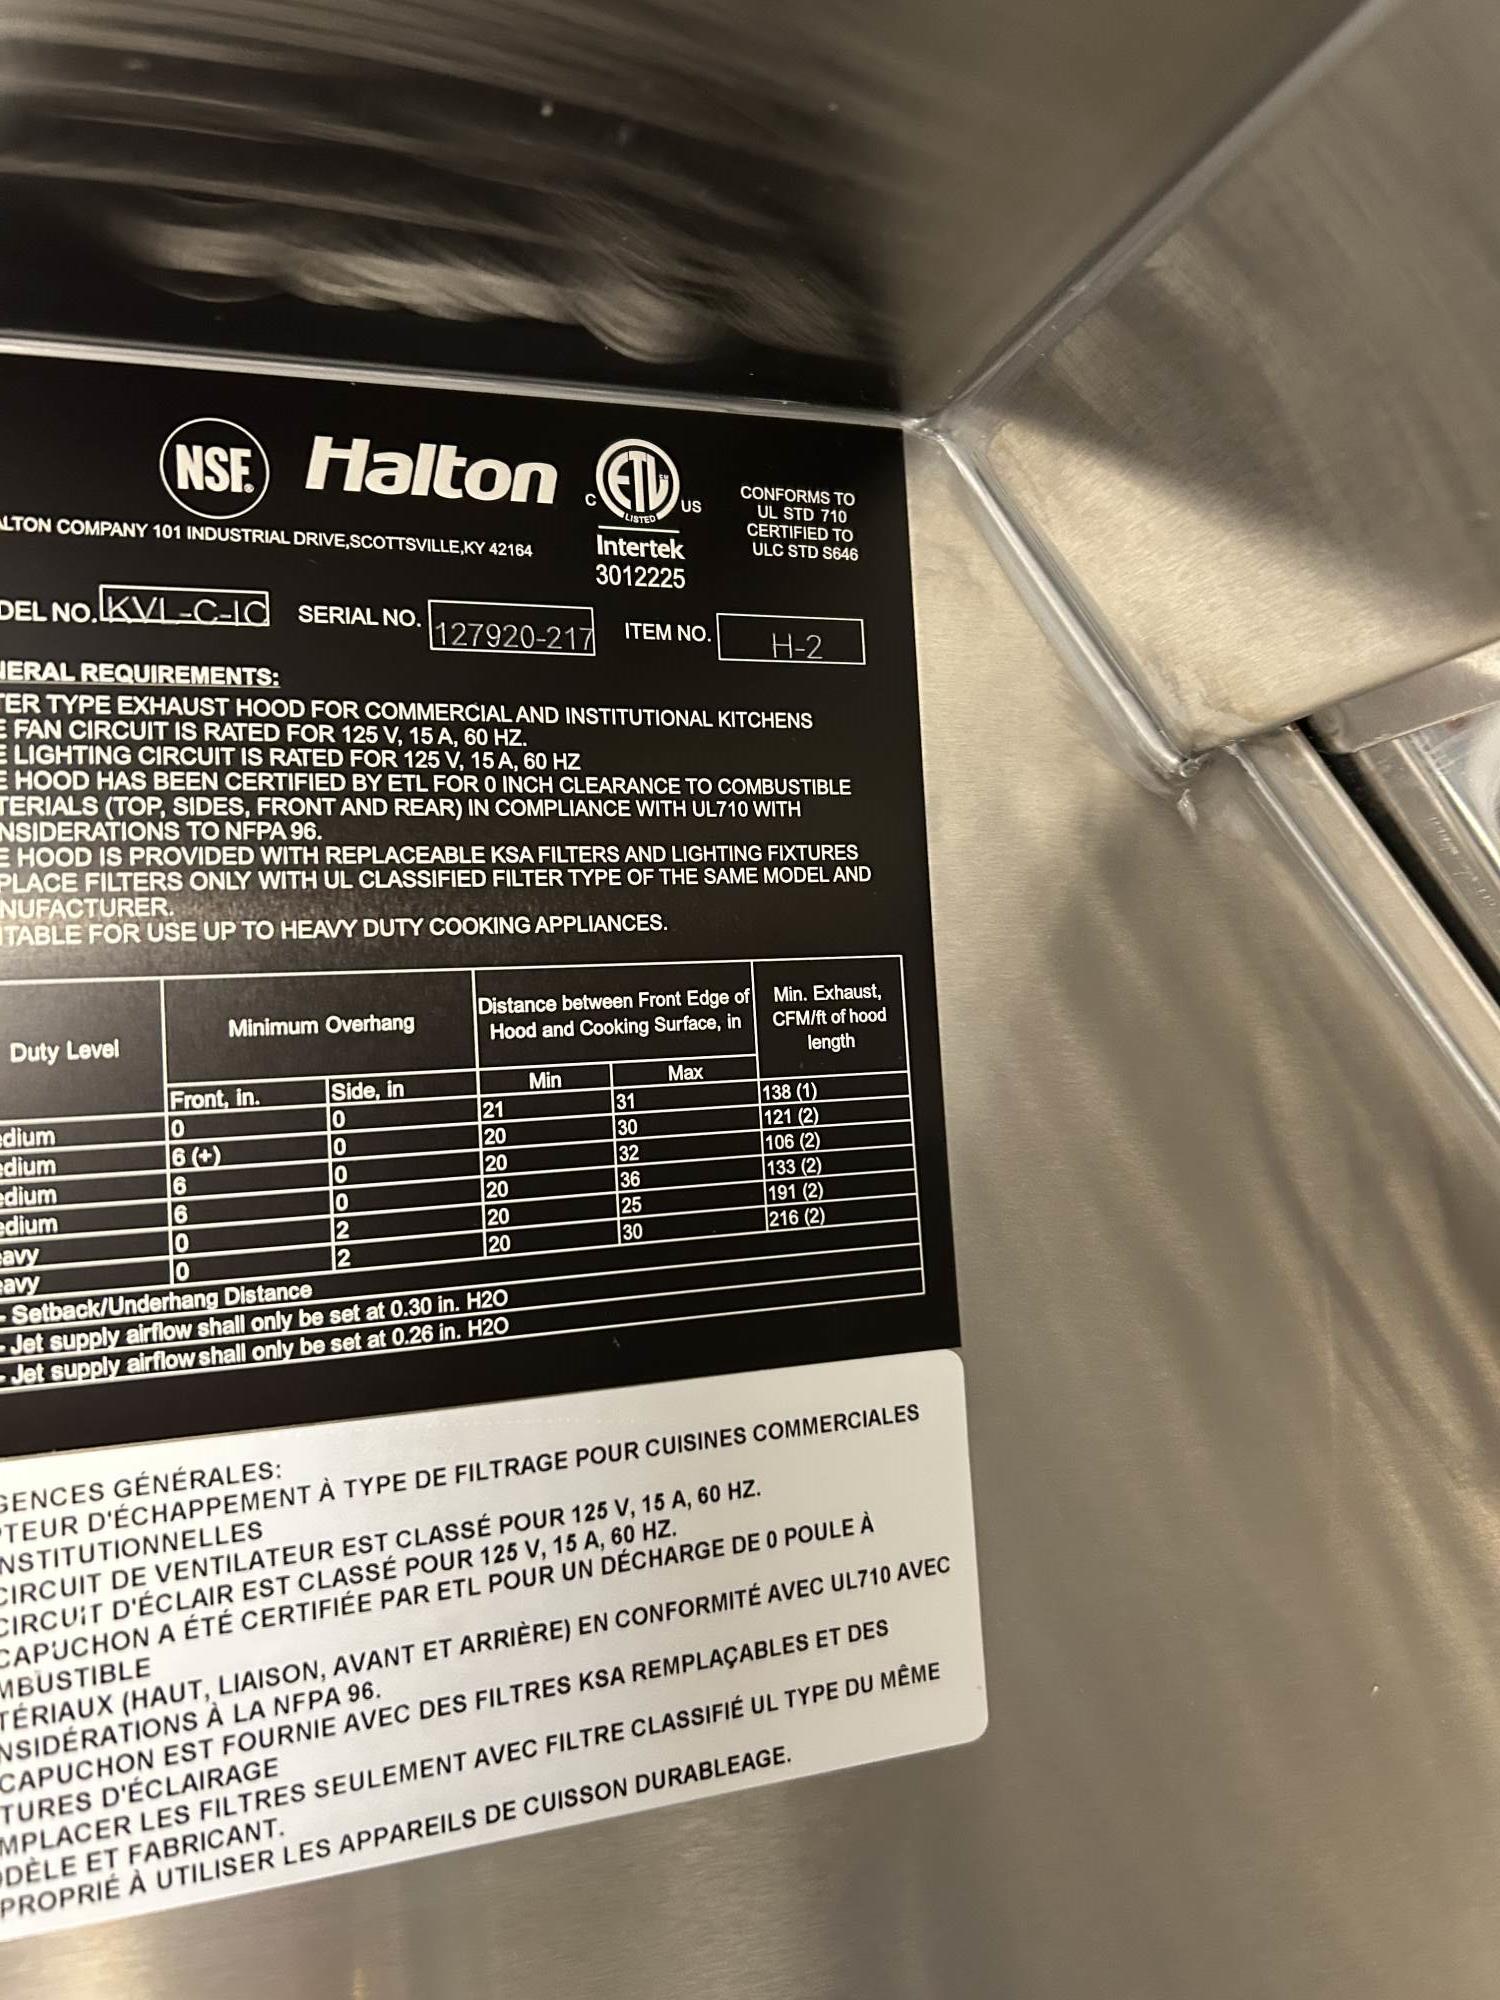 NSF® Halton C ETL SM LISTED US
CONFORMS TO
UL STD 710
CERTIFIED TO
ULC STD S646
Intertek
3012225
ALTON COMPANY 101 INDUSTRIAL DRIVE,SCOTTSVILLE,KY 42164
DEL NO. KVL-C-IC SERIAL NO. 127920-217 ITEM NO. H-2
NERAL REQUIREMENTS:
TER TYPE EXHAUST HOOD FOR COMMERCIAL AND INSTITUTIONAL KITCHENS
E FAN CIRCUIT IS RATED FOR 125 V, 15 A, 60 HZ.
E LIGHTING CIRCUIT IS RATED FOR 125 V, 15 A, 60 HZ
E HOOD HAS BEEN CERTIFIED BY ETL FOR 0 INCH CLEARANCE TO COMBUSTIBLE
TERIALS (TOP, SIDES, FRONT AND REAR) IN COMPLIANCE WITH UL710 WITH
NSIDERATIONS TO NFPA 96.
E HOOD IS PROVIDED WITH REPLACEABLE KSA FILTERS AND LIGHTING FIXTURES
PLACE FILTERS ONLY WITH UL CLASSIFIED FILTER TYPE OF THE SAME MODEL AND
NUFACTURER.
ITABLE FOR USE UP TO HEAVY DUTY COOKING APPLIANCES.
Duty Level Minimum Overhang Distance between Front Edge of Hood and Cooking Surface, in Min. Exhaust, CFM/ft of hood length
Front, in. Side, in Min Max
edium 0 0 21 31 138 (1)
edium 6 (+) 0 20 30 121 (2)
edium 6 0 20 32 106 (2)
edium 6 0 20 36 133 (2)
eavy 0 2 20 25 191 (2)
eavy 0 2 20 30 216 (2)
- Setback/Underhang Distance
- Jet supply airflow shall only be set at 0.30 in. H2O
- Jet supply airflow shall only be set at 0.26 in. H2O
GENCES GÉNÉRALES:
PTEUR D'ÉCHAPPEMENT À TYPE DE FILTRAGE POUR CUISINES COMMERCIALES
NSTITUTIONNELLES
CIRCUIT DE VENTILATEUR EST CLASSÉ POUR 125 V, 15 A, 60 HZ.
CIRCUIT D'ÉCLAIR EST CLASSÉ POUR 125 V, 15 A, 60 HZ.
CAPUCHON A ÉTÉ CERTIFIÉE PAR ETL POUR UN DÉCHARGE DE 0 POULE À
MBUSTIBLE
TÉRIAUX (HAUT, LIAISON, AVANT ET ARRIÈRE) EN CONFORMITÉ AVEC UL710 AVEC
NSIDÉRATIONS À LA NFPA 96.
CAPUCHON EST FOURNIE AVEC DES FILTRES KSA REMPLAÇABLES ET DES
TURES D'ÉCLAIRAGE
MPLACER LES FILTRES SEULEMENT AVEC FILTRE CLASSIFIÉ UL TYPE DU MÊME
DÈLE ET FABRICANT.
PROPRIÉ À UTILISER LES APPAREILS DE CUISSON DURABLEAGE.